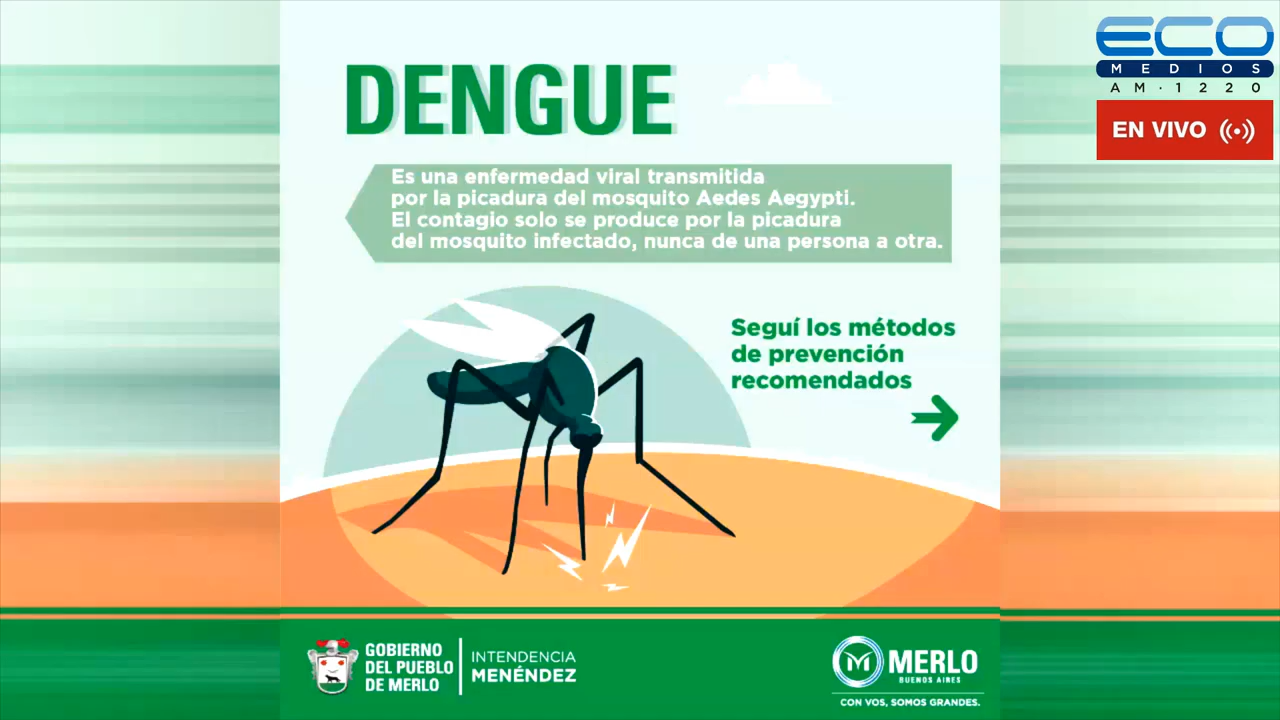 ECO
MEDIOS
AM·1220
EN VIVO
DENGUE
Es una enfermedad viral transmitida
por la picadura del mosquito Aedes Aegypti.
El contagio solo se produce por la picadura
del mosquito infectado, nunca de una persona a otra.
Seguí los métodos
de prevención
recomendados
GOBIERNO
DEL PUEBLO
DE MERLO
INTENDENCIA
MENÉNDEZ
MERLO
BUENOS AIRES
CON VOS, SOMOS GRANDES.